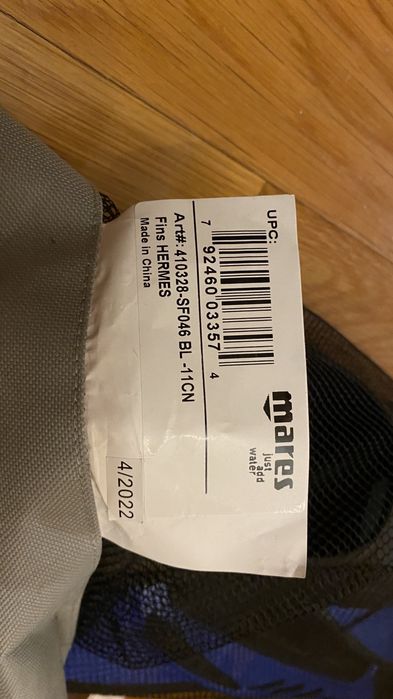 UPC:
7 92460 03357 4
mares
just
add
water
Art#: 410328-SF046 BL -11CN
Fins HERMES
Made in China
4/2022